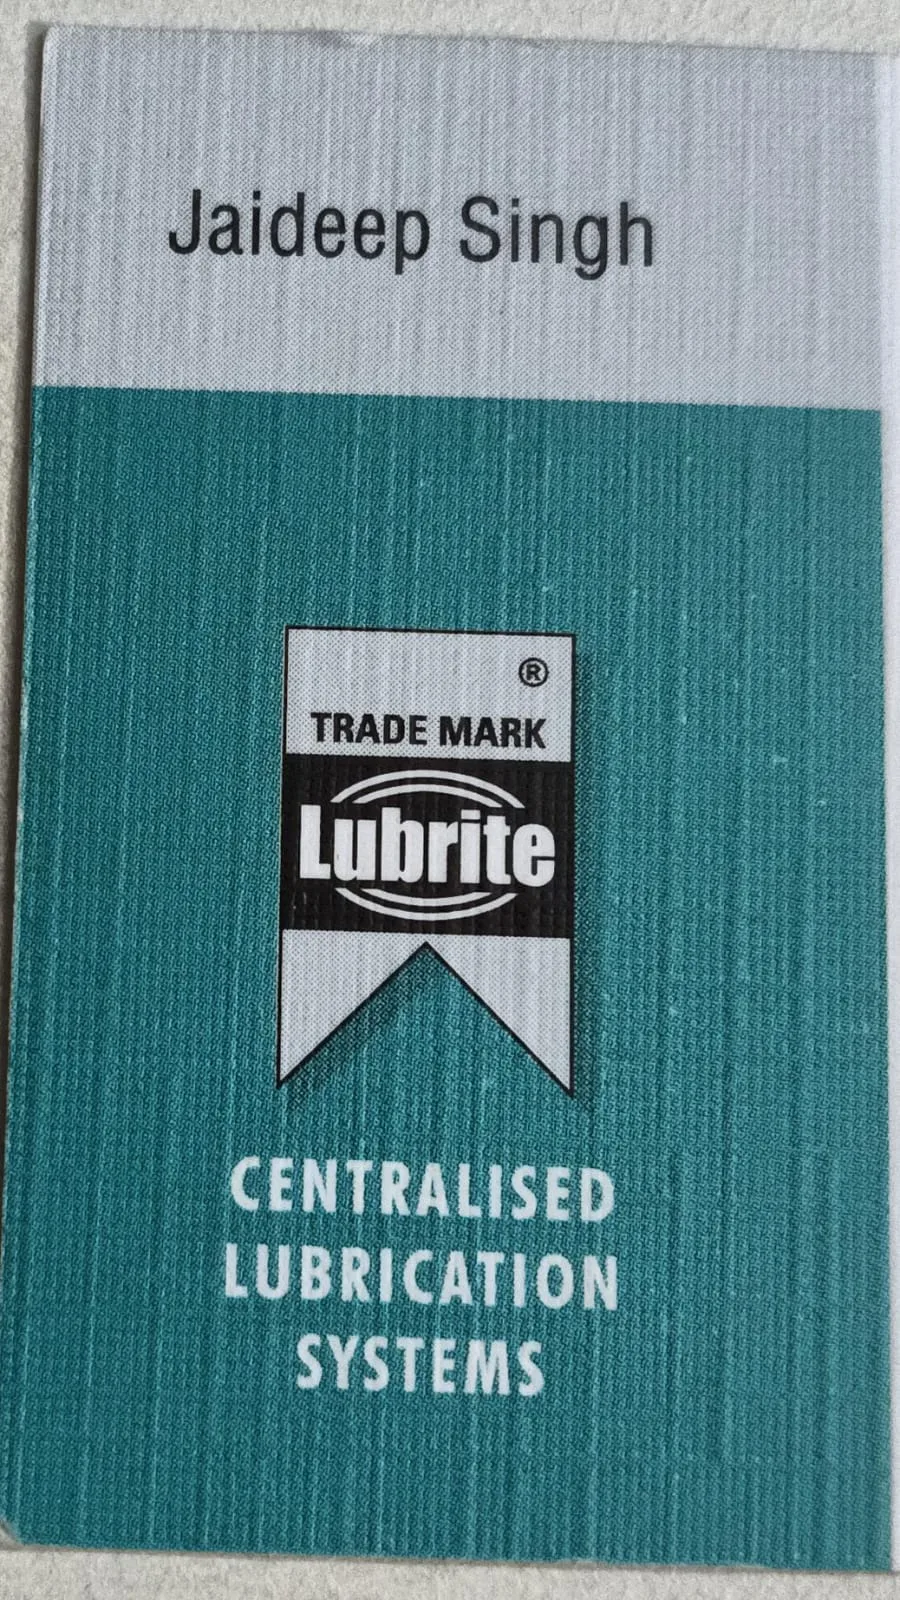 Jaideep Singh
®
TRADE MARK
Lubrite
CENTRALISED
LUBRICATION
SYSTEMS